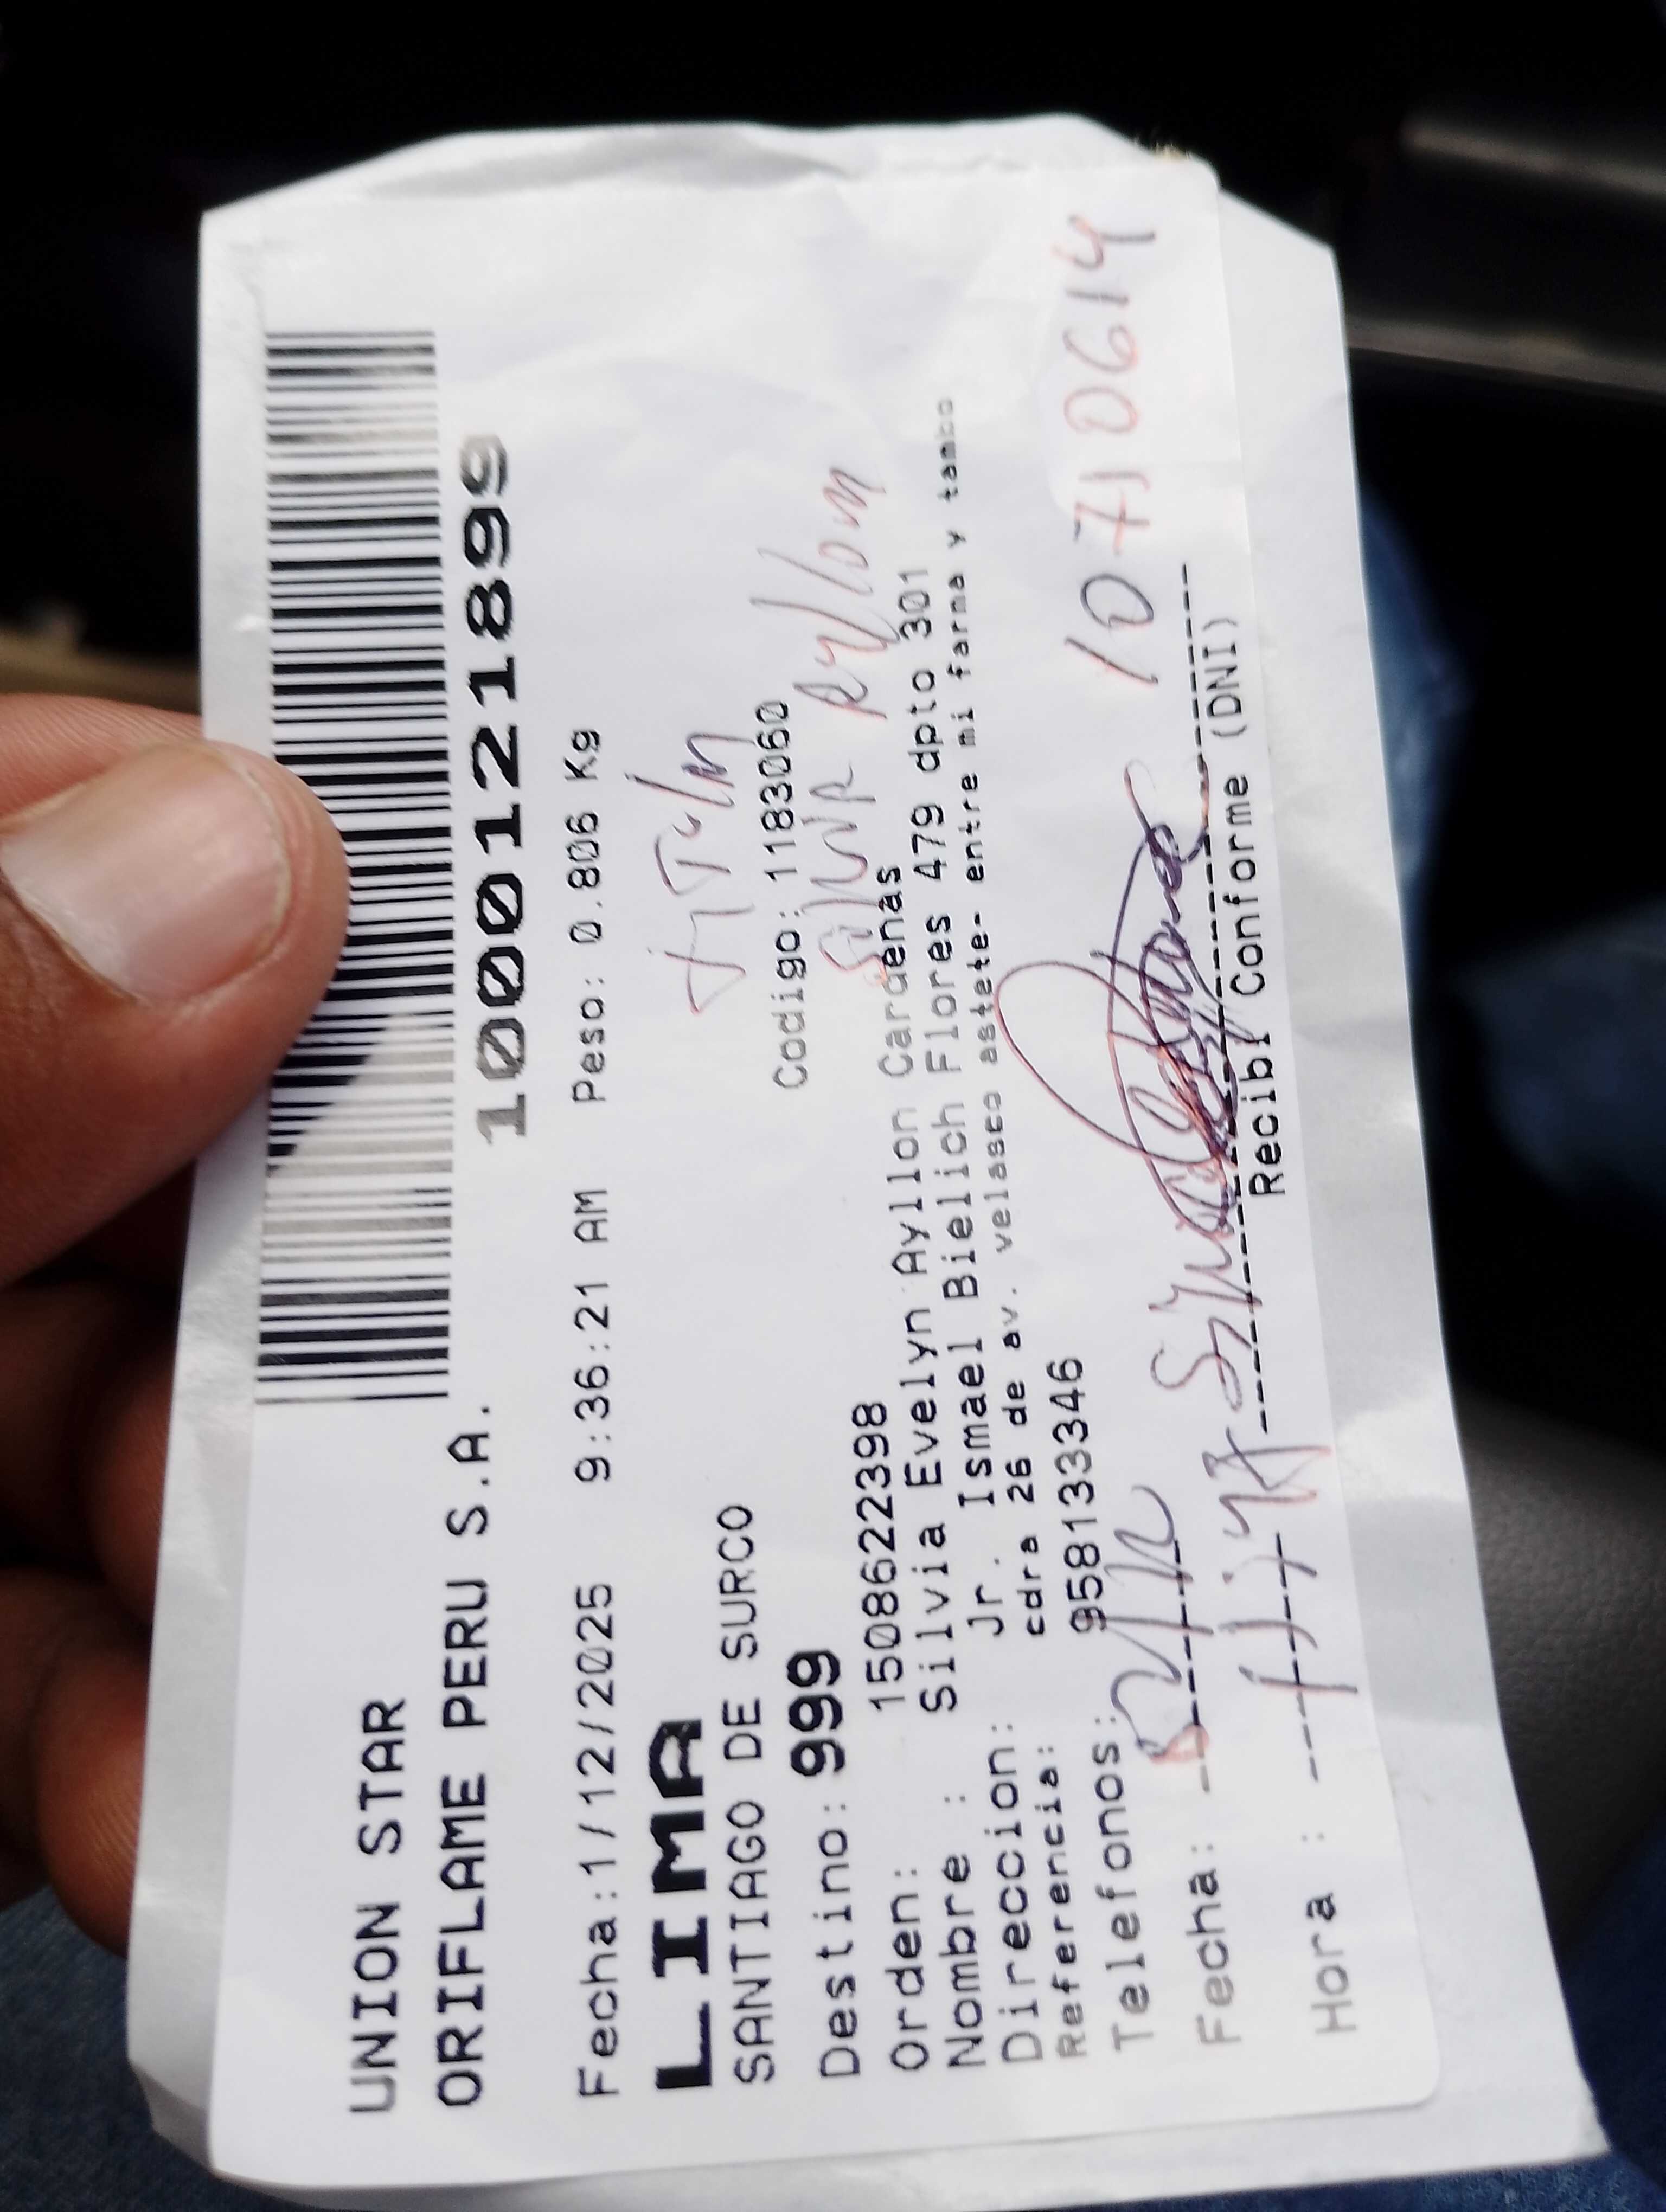 UNION STAR
ORIFLAME PERU S.A.
1000121899
Fecha:1/12/2025 9:36:21 AM Peso: 0.806 Kg
LIMA
SANTIAGO DE SURCO
Destino: 999 Codigo: 1183060
Orden: 1508622398
Nombre : Silvia Evelyn Ayllon Cardenas
Direccion: Jr. Ismael Bielich Flores 479 dpto 301
Referencia: cdra 26 de av. velasco astete- entre mi farma y tambo
Telefonos: 958133346
Fecha:
10710614
Hora :
Recibi Conforme (DNI)